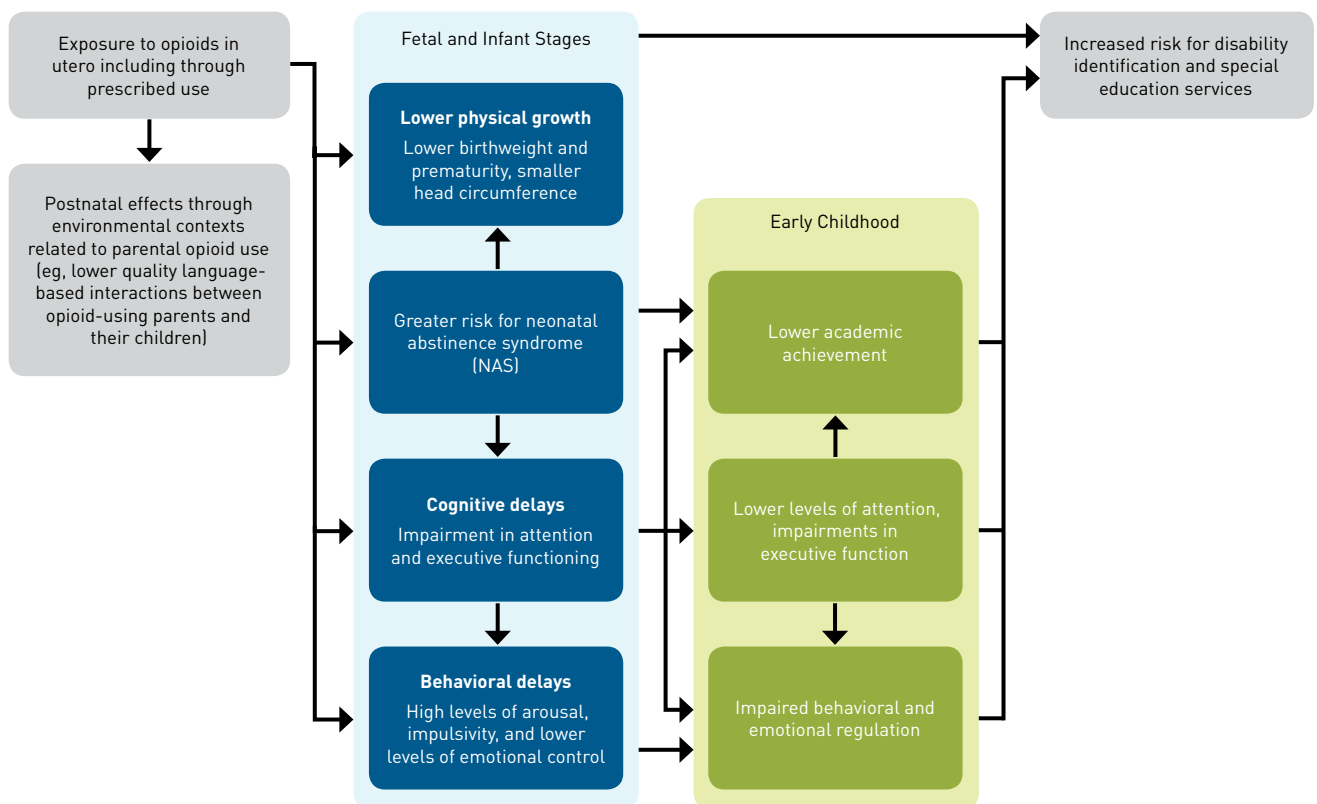 Exposure to opioids in
utero including through
prescribed use
Postnatal effects through
environmental contexts
related to parental opioid use
(eg, lower quality language-
based interactions between
opioid-using parents and
their children)
Fetal and Infant Stages
Lower physical growth
Lower birthweight and
prematurity, smaller
head circumference
Greater risk for neonatal
abstinence syndrome
(NAS)
Cognitive delays
Impairment in attention
and executive functioning
Behavioral delays
High levels of arousal,
impulsivity, and lower
levels of emotional control
Early Childhood
Lower academic
achievement
Lower levels of attention,
impairments in
executive function
Impaired behavioral and
emotional regulation
Increased risk for disability
identification and special
education services